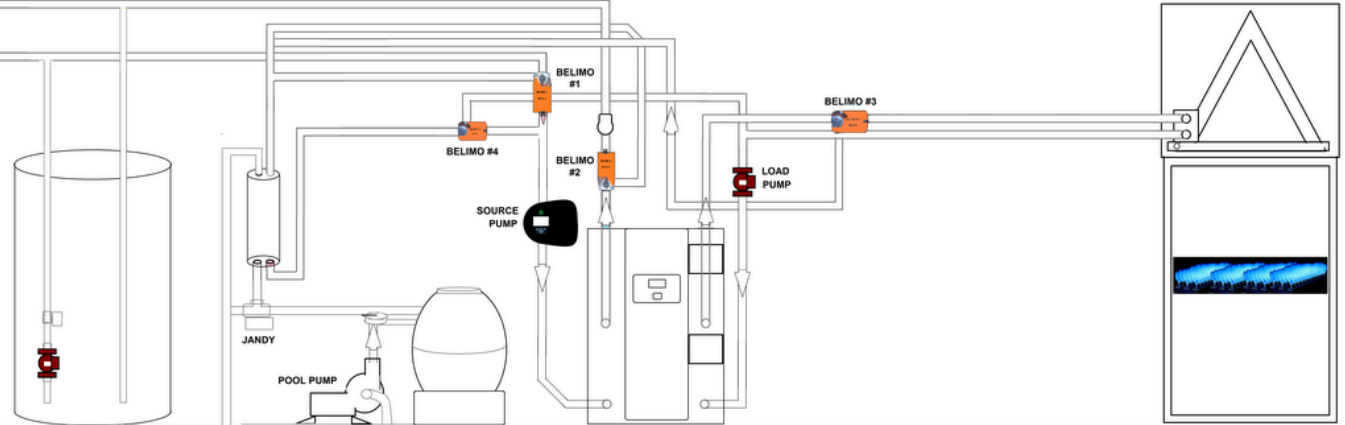 BELIMO
#1
BELIMO #3
BELIMO #4
BELIMO
#2
LOAD
PUMP
SOURCE
PUMP
JANDY
POOL PUMP